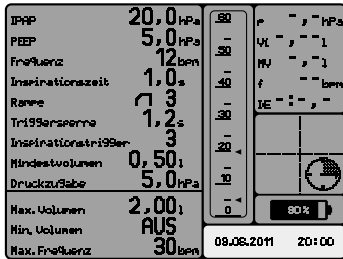 IPAP 20,0 hPa
PEEP 5,0 hPa
Frequenz 12 bpm
Inspirationszeit 1,0 s
Rampe 3
Triggersperre 1,2 s
Inspirationstrigger 3
Mindestvolumen 0,50 l
Druckzugabe 5,0 hPa
Max. Volumen 2,00 l
Min. Volumen AUS
Max. Frequenz 30 bpm
60
50
40
30
20
10
0
P -,- hPa
Vi -,- l
MV -,- l
f -- bpm
IE -:-,-
90%
09.08.2011 20:00